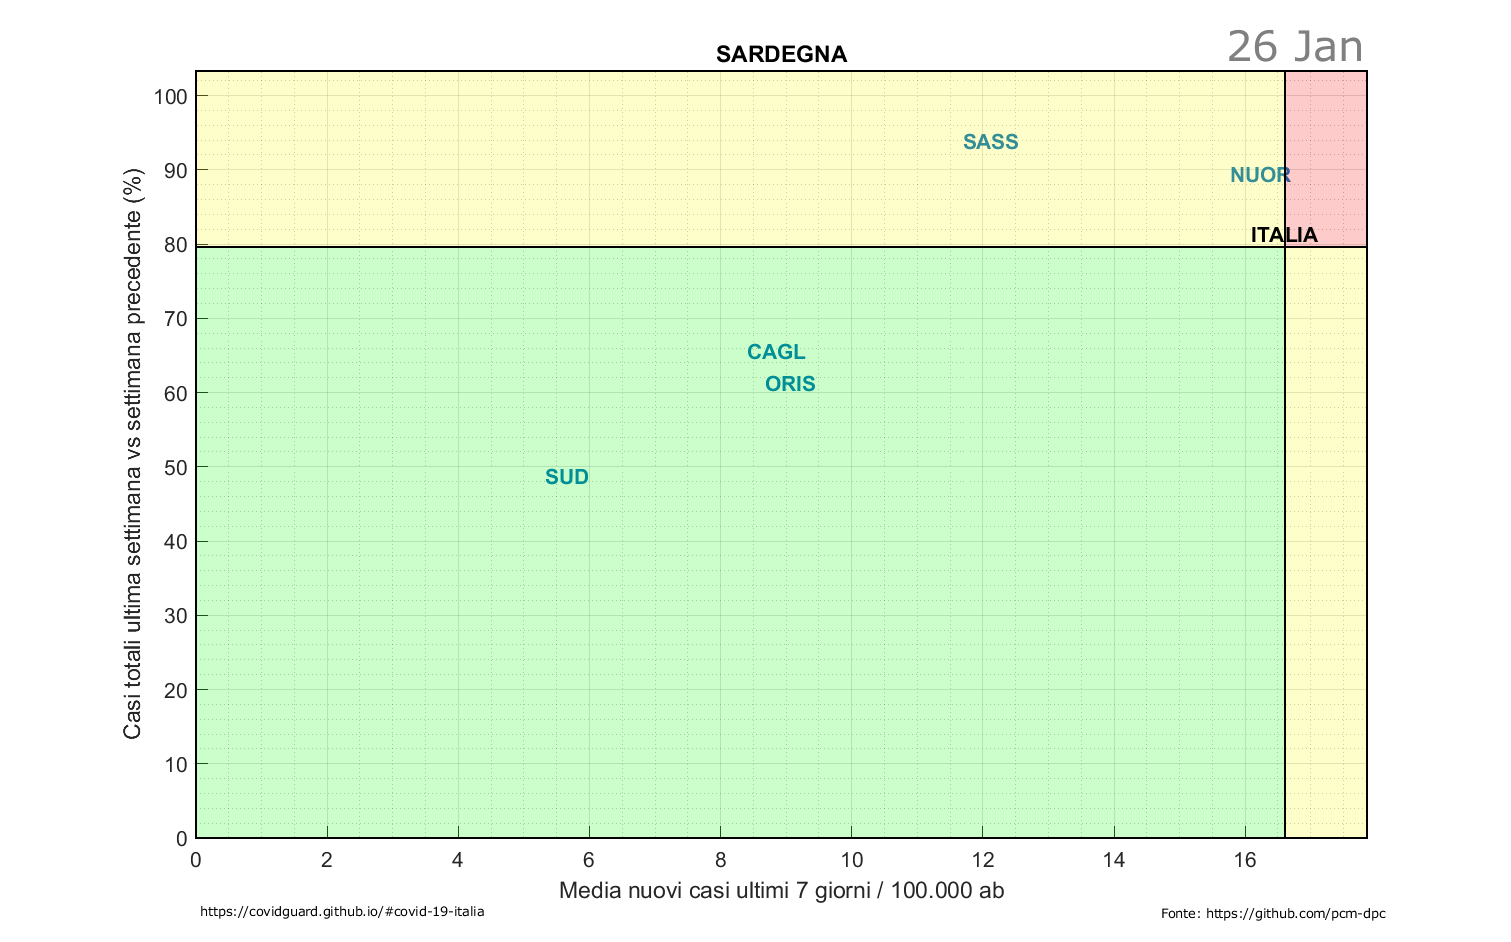 26 Jan
SARDEGNA
Casi totali ultima settimana vs settimana precedente (%)
100
90
80
70
60
50
40
30
20
10
0
SASS
NUOR
ITALIA
CAGL
ORIS
SUD
0 2 4 6 8 10 12 14 16
Media nuovi casi ultimi 7 giorni / 100.000 ab
https://covidguard.github.io/#covid-19-italia
Fonte: https://github.com/pcm-dpc